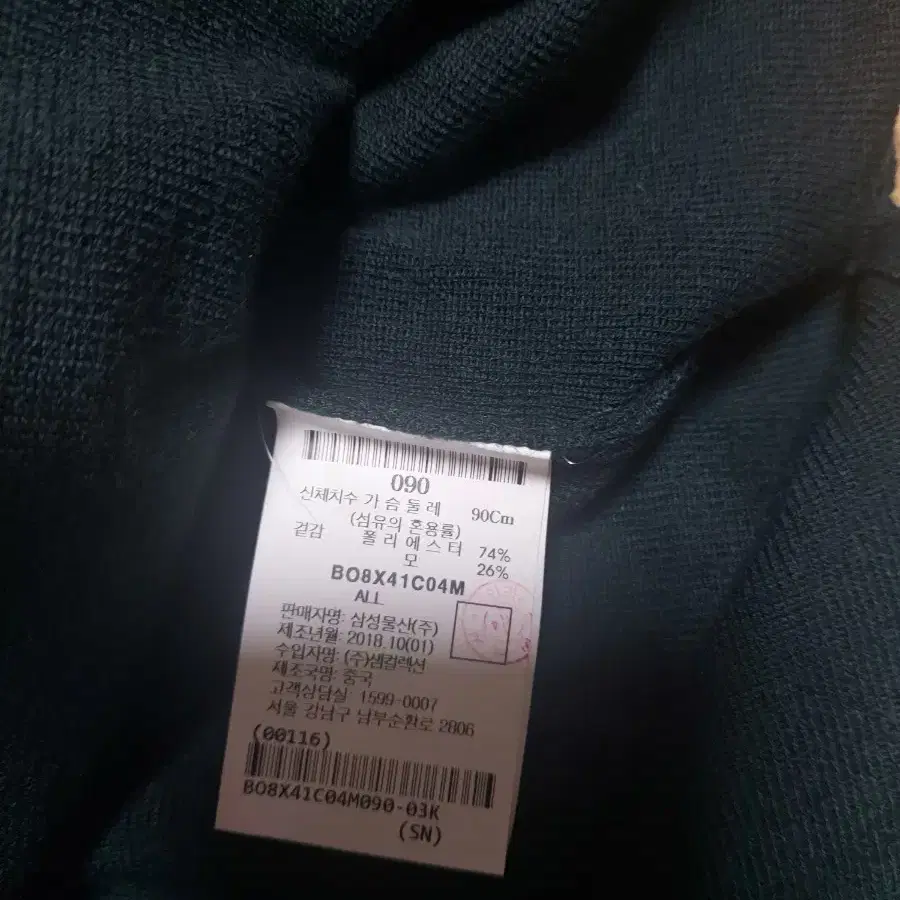 090
신체치수 가 슴 둘 레 90Cm
(섬유의 혼용률)
겉감 폴 리 에 스 터 74%
모 26%
BO8X41C04M
ALL
판매자명: 삼성물산(주)
제조년월: 2018.10(01)
수입자명: (주)샘컬렉션
제조국명: 중국
고객상담실: 1599-0007
서울 강남구 남부순환로 2806
(00116)
BO8X41C04M090-03K
(SN)